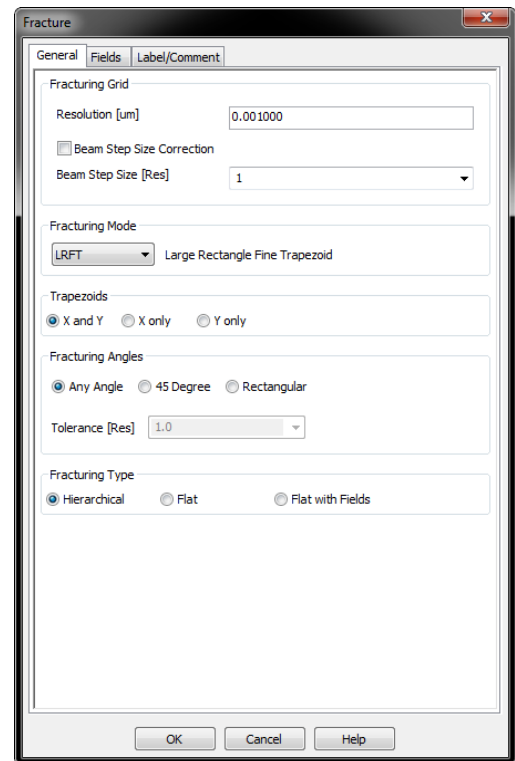 Fracture
General Fields Label/Comment
Fracturing Grid
Resolution [um] 0.001000
Beam Step Size Correction
Beam Step Size [Res] 1
Fracturing Mode
LRFT Large Rectangle Fine Trapezoid
Trapezoids
X and Y X only Y only
Fracturing Angles
Any Angle 45 Degree Rectangular
Tolerance [Res] 1.0
Fracturing Type
Hierarchical Flat Flat with Fields
OK Cancel Help